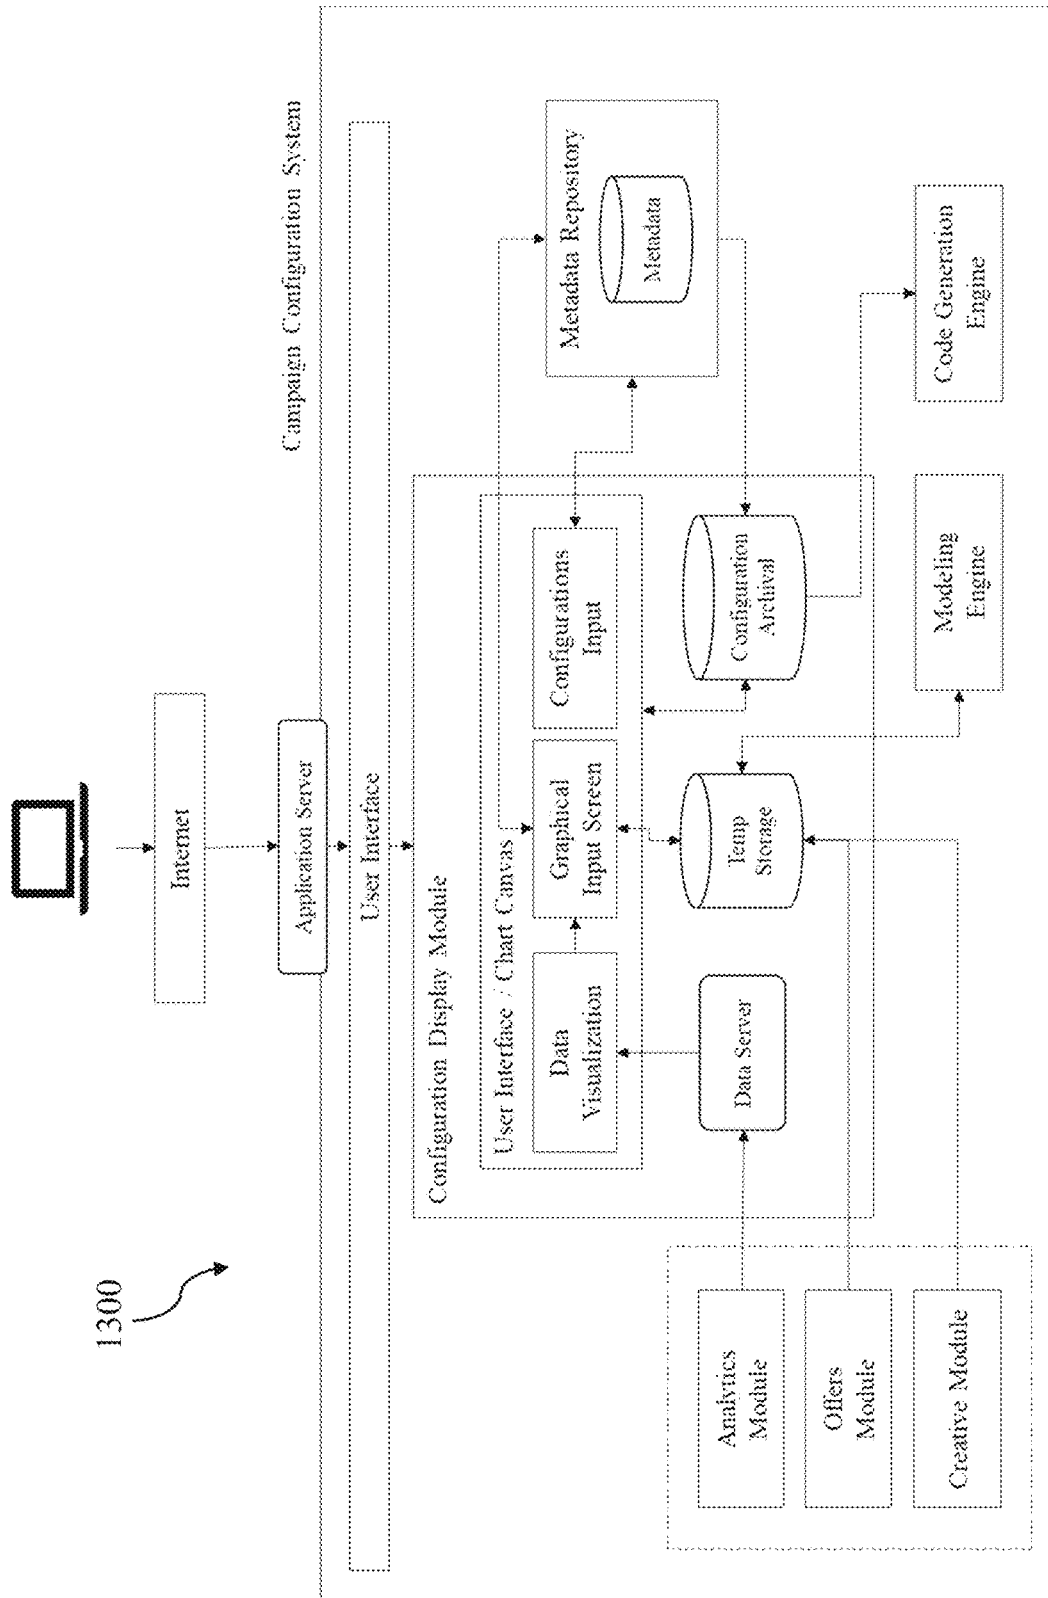 1300
Internet
Campaign Configuration System
Application Server
User Interface
Configuration Display Module
User Interface / Chart Canvas
Data
Visualization
Graphical
Input Screen
Configurations
Input
Metadata Repository
Metadata
Data Server
Temp
Storage
Configuration
Archival
Analytics
Module
Offers
Module
Creative Module
Modeling
Engine
Code Generation
Engine